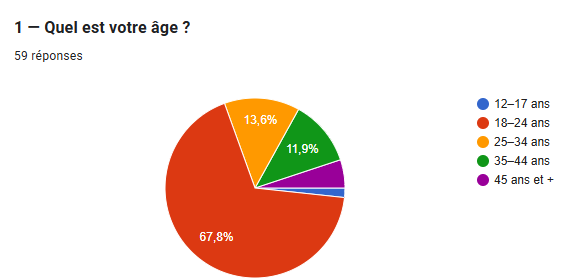 1 — Quel est votre âge ?
59 réponses
13,6%
11,9%
67,8%
12–17 ans
18–24 ans
25–34 ans
35–44 ans
45 ans et +